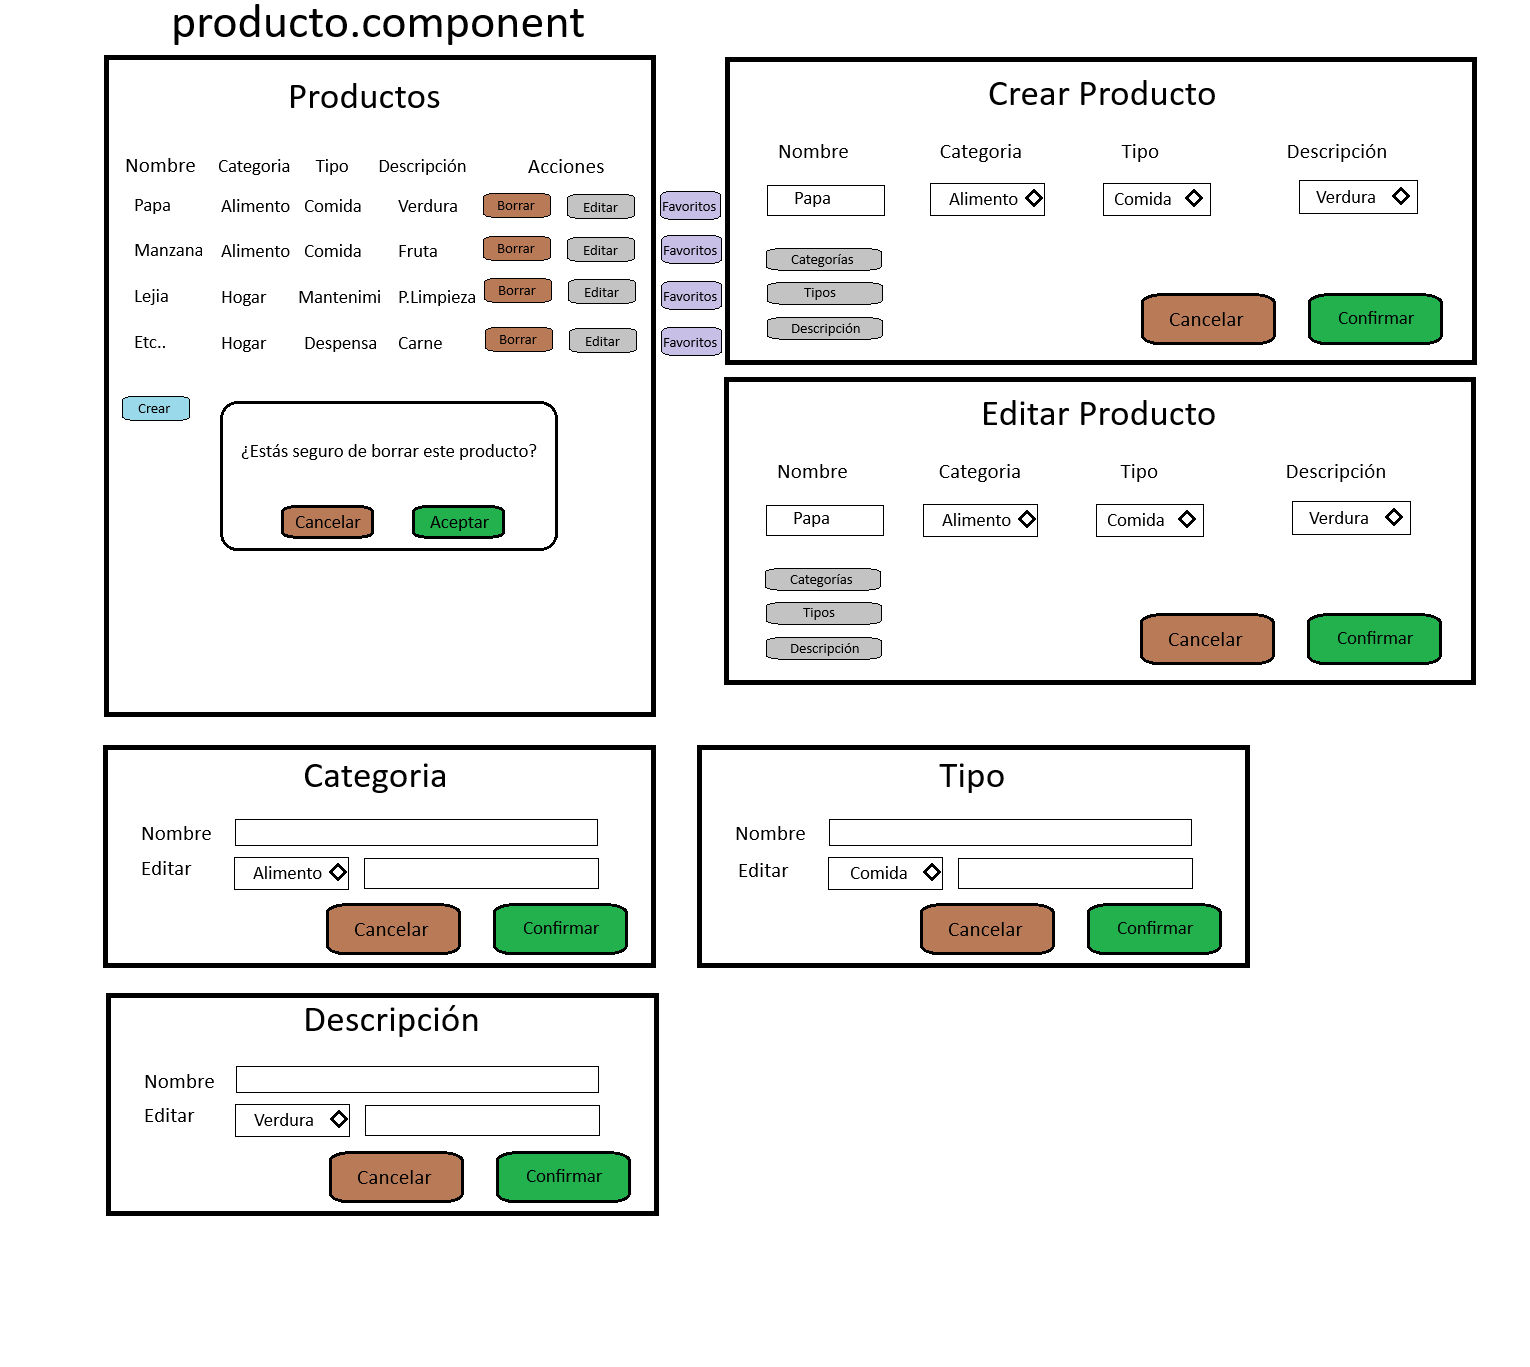 producto.component
Productos
Nombre Categoria Tipo Descripción Acciones
Papa Alimento Comida Verdura Borrar Editar Favoritos
Manzana Alimento Comida Fruta Borrar Editar Favoritos
Lejia Hogar Mantenimi P.Limpieza Borrar Editar Favoritos
Etc.. Hogar Despensa Carne Borrar Editar Favoritos
Crear
¿Estás seguro de borrar este producto?
Cancelar Aceptar
Crear Producto
Nombre Categoria Tipo Descripción
Papa Alimento Comida Verdura
Categorías
Tipos
Descripción
Cancelar Confirmar
Editar Producto
Nombre Categoria Tipo Descripción
Papa Alimento Comida Verdura
Categorías
Tipos
Descripción
Cancelar Confirmar
Categoria
Nombre
Editar Alimento
Cancelar Confirmar
Tipo
Nombre
Editar Comida
Cancelar Confirmar
Descripción
Nombre
Editar Verdura
Cancelar Confirmar